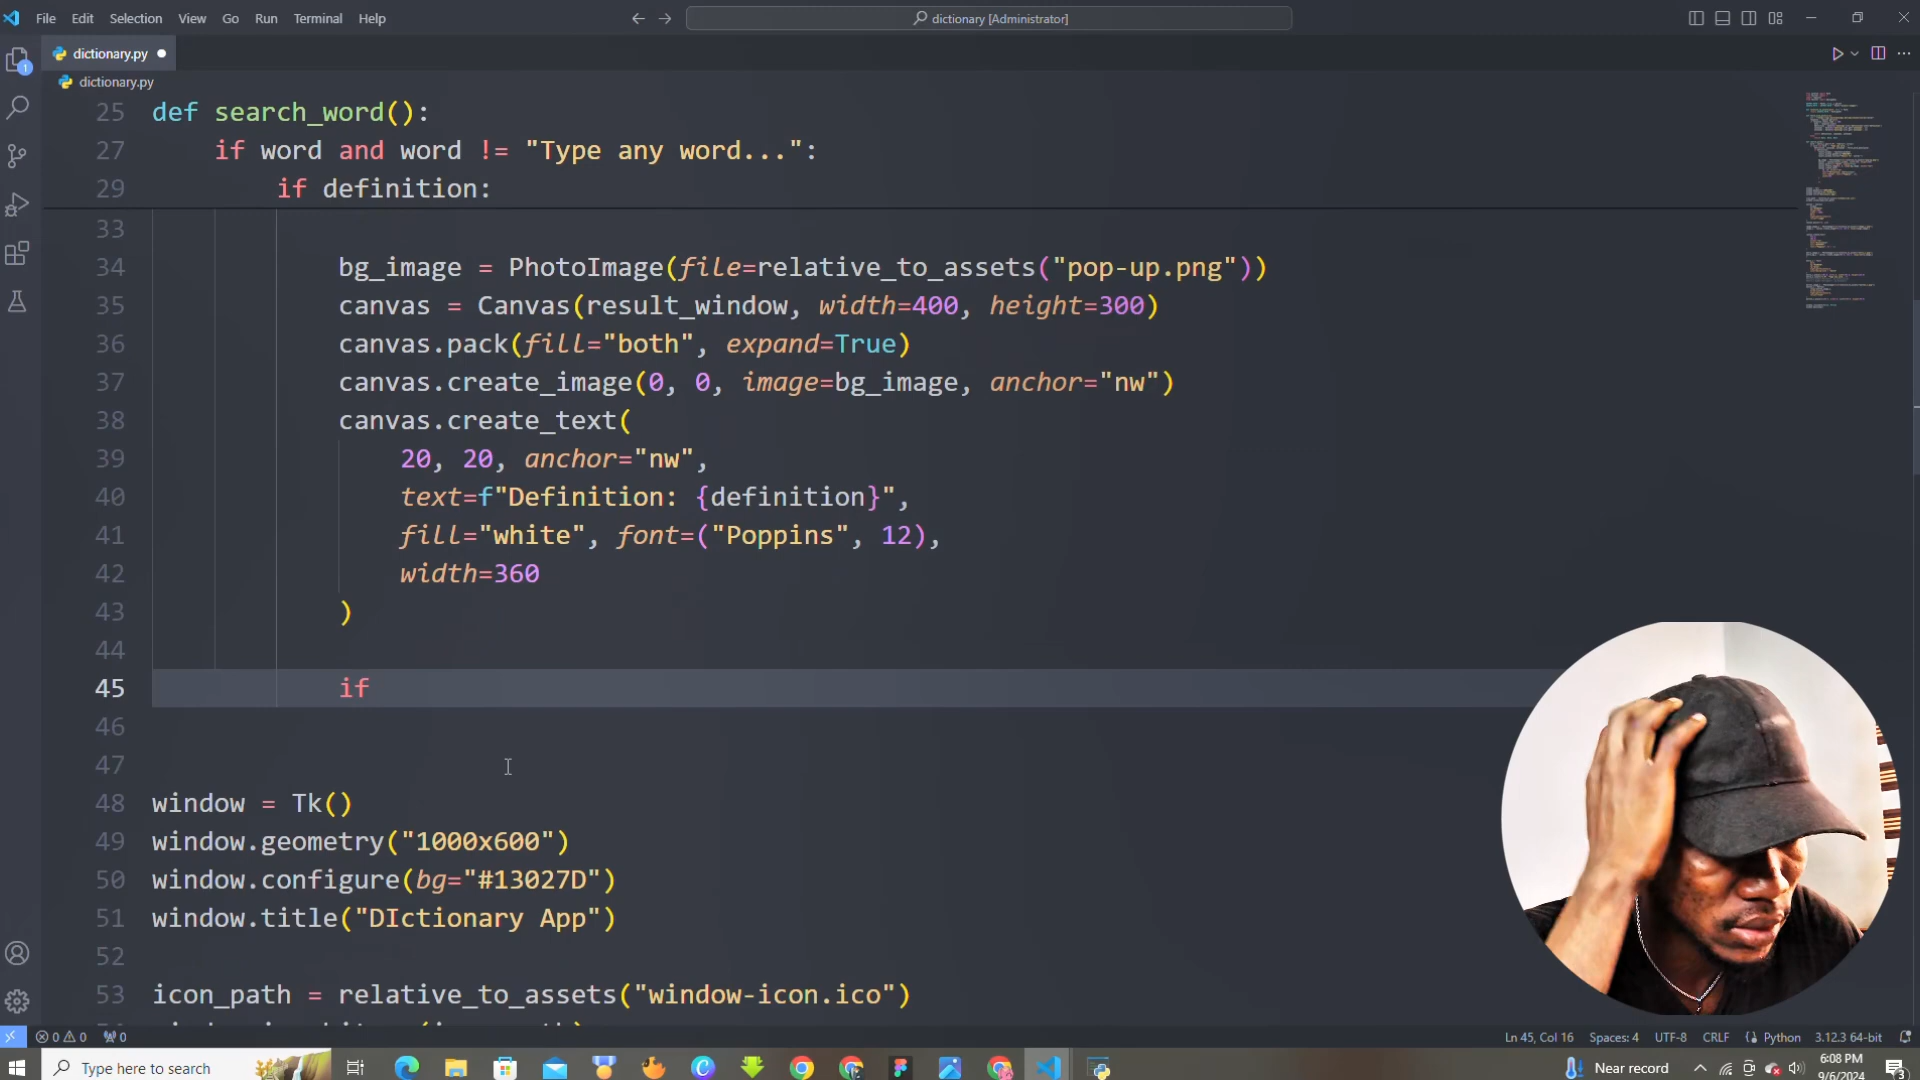 File Edit Selection View Go Run Terminal Help
dictionary [Administrator]
dictionary.py
dictionary.py
25 def search_word():
27 if word and word != "Type any word...":
29 if definition:
33
34 bg_image = PhotoImage(file=relative_to_assets("pop-up.png"))
35 canvas = Canvas(result_window, width=400, height=300)
36 canvas.pack(fill="both", expand=True)
37 canvas.create_image(0, 0, image=bg_image, anchor="nw")
38 canvas.create_text(
39 20, 20, anchor="nw",
40 text=f"Definition: {definition}",
41 fill="white", font=("Poppins", 12),
42 width=360
43 )
44
45 if
46
47
48 window = Tk()
49 window.geometry("1000x600")
50 window.configure(bg="#13027D")
51 window.title("DIctionary App")
52
53 icon_path = relative_to_assets("window-icon.ico")
0 0 0 Ln 45, Col 16 Spaces: 4 UTF-8 CRLF Python 3.12.3 64-bit
Type here to search
Near record
6:08 PM
9/6/2024